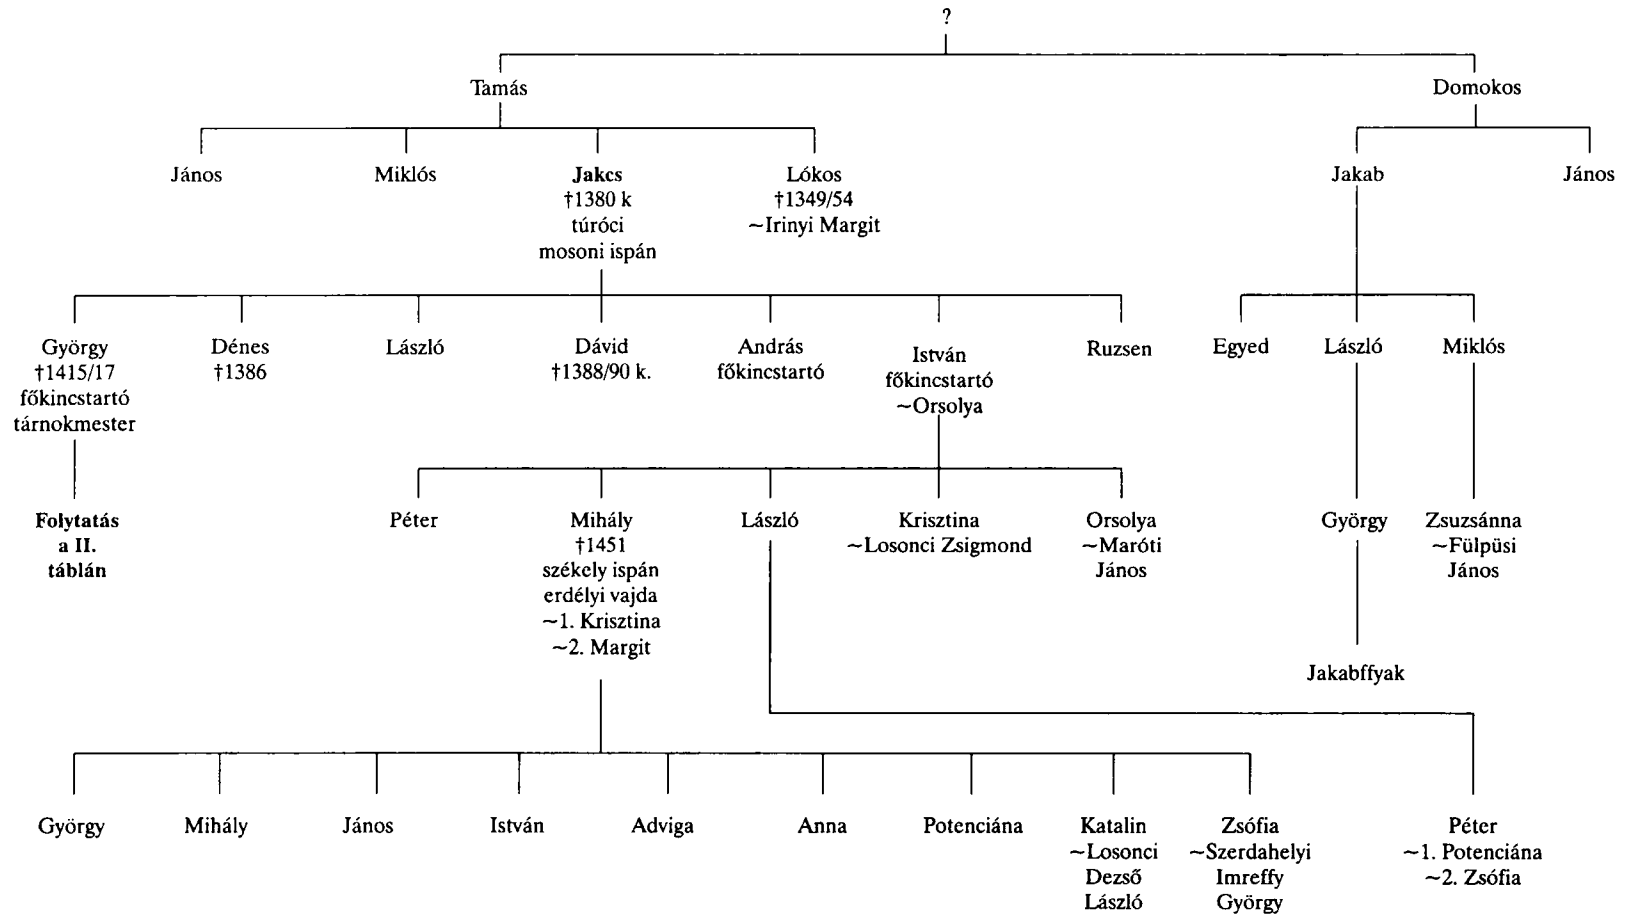 ?
Tamás
Domokos
János
Miklós
Jakcs
†1380 k
túróci
mosoni ispán
Lókos
†1349/54
~Irinyi Margit
Jakab
János
György
†1415/17
főkincstartó
tárnokmester
Dénes
†1386
László
Dávid
†1388/90 k.
András
főkincstartó
István
főkincstartó
~Orsolya
Ruzsen
Egyed
László
Miklós
Folytatás
a II.
táblán
Péter
Mihály
†1451
székely ispán
erdélyi vajda
~1. Krisztina
~2. Margit
László
Krisztina
~Losonci Zsigmond
Orsolya
~Maróti
János
György
Zsuzsánna
~Fülpüsi
János
Jakabffyak
György
Mihály
János
István
Adviga
Anna
Potenciána
Katalin
~Losonci
Dezső
László
Zsófia
~Szerdahelyi
Imreffy
György
Péter
~1. Potenciána
~2. Zsófia